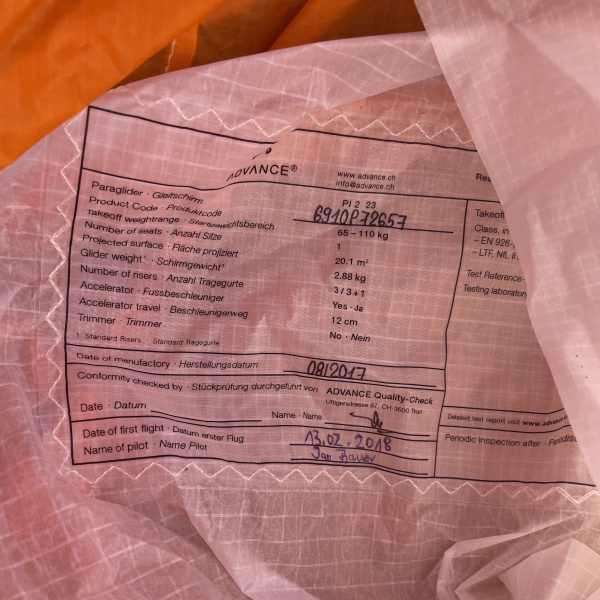 ADVANCE®
www.advance.ch
info@advance.ch
Paraglider · Gleitschirm PI 2 23
Product Code · Produktcode 6910P72657
Takeoff weightrange · Startgewichtsbereich 65 – 110 kg
Number of seats · Anzahl Sitze 1
Projected surface · Fläche projiziert 20.1 m²
Glider weight¹ · Schirmgewicht¹ 2.88 kg
Number of risers · Anzahl Tragegurte 3 / 3+1
Accelerator · Fussbeschleuniger Yes · Ja
Accelerator travel · Beschleunigerweg 12 cm
Trimmer · Trimmer No · Nein
1 Standard Risers Standard Tragegurte
Date of manufactory · Herstellungsdatum 08/2017
Conformity checked by · Stückprüfung durchgeführt von ADVANCE Quality-Check
Uttigenstrasse 87, CH-3600 Thun
Date · Datum Name · Name
Date of first flight · Datum erster Flug 13.02.2018
Name of pilot · Name Pilot Jan Bauer
Takeoff
Class, in
– EN 926-
– LTF, NfL II
Test Reference-
Testing laborator
Detailed test report visit www.advance
Periodic inspection after · Periodis